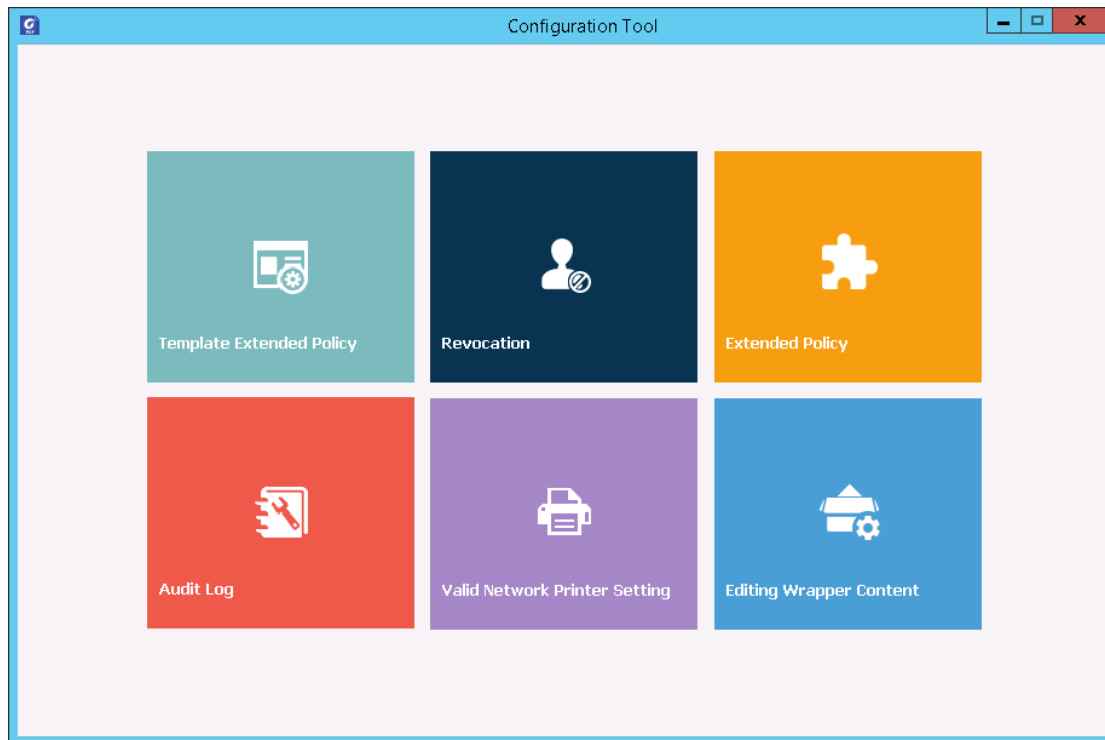 Configuration Tool
Template Extended Policy
Revocation
Extended Policy
Audit Log
Valid Network Printer Setting
Editing Wrapper Content